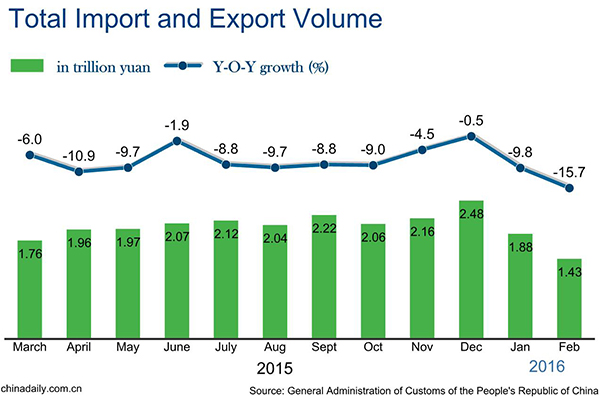 Total Import and Export Volume
in trillion yuan Y-O-Y growth (%)
-6.0 -10.9 -9.7 -1.9 -8.8 -9.7 -8.8 -9.0 -4.5 -0.5 -9.8 -15.7
1.76 1.96 1.97 2.07 2.12 2.04 2.22 2.06 2.16 2.48 1.88 1.43
March April May June July Aug Sept Oct Nov Dec Jan Feb
2015 2016
chinadaily.com.cn Source: General Administration of Customs of the People's Republic of China